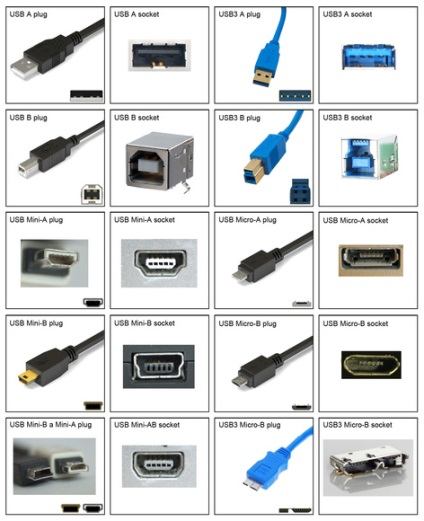 USB A plug
USB A socket
USB3 A plug
USB3 A socket
USB B plug
USB B socket
USB3 B plug
USB3 B socket
USB Mini-A plug
USB Mini-A socket
USB Micro-A plug
USB Micro-A socket
USB Mini-B plug
USB Mini-B socket
USB Micro-B plug
USB Micro-B socket
USB Mini-B a Mini-A plug
USB Mini-AB socket
USB3 Micro-B plug
USB3 Micro-B socket